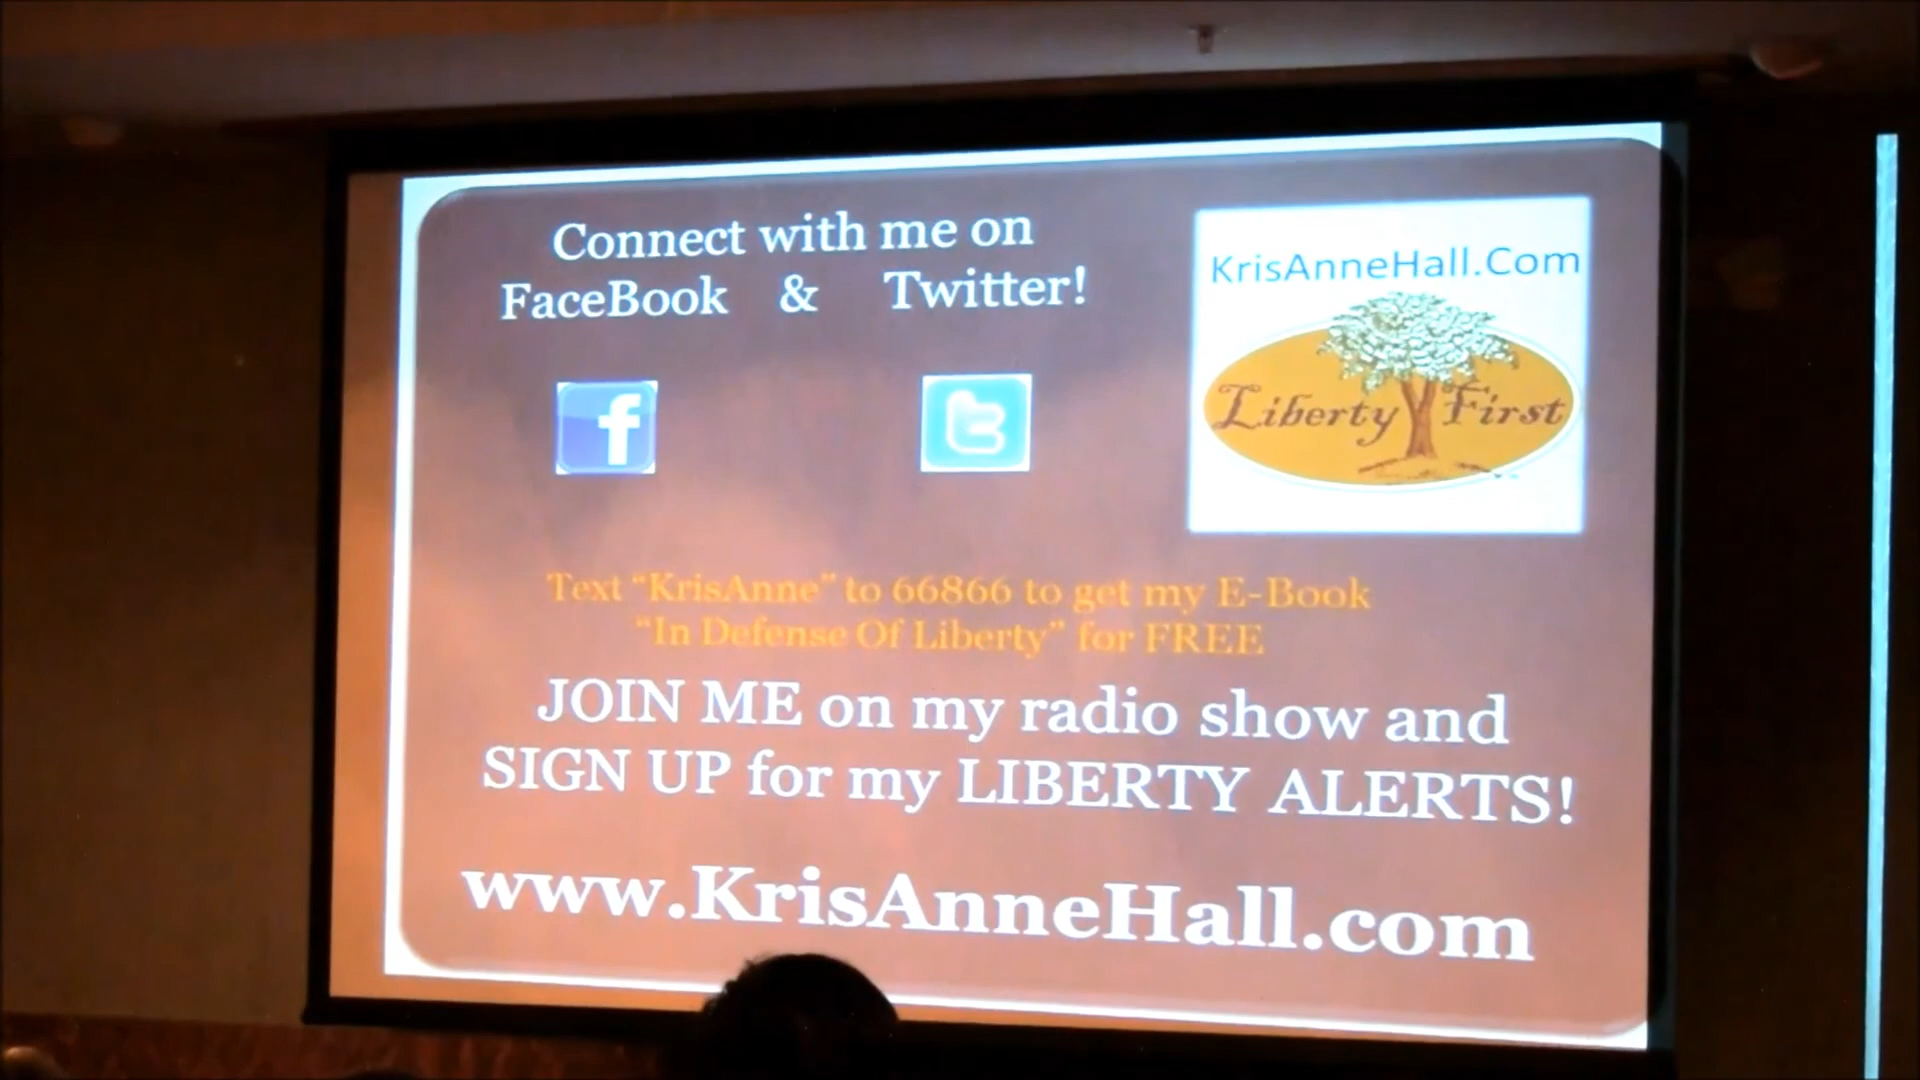 Connect with me on
FaceBook & Twitter!
KrisAnneHall.Com
Liberty First
Text “KrisAnne” to 66866 to get my E-Book
“In Defense Of Liberty” for FREE
JOIN ME on my radio show and
SIGN UP for my LIBERTY ALERTS!
www.KrisAnneHall.com